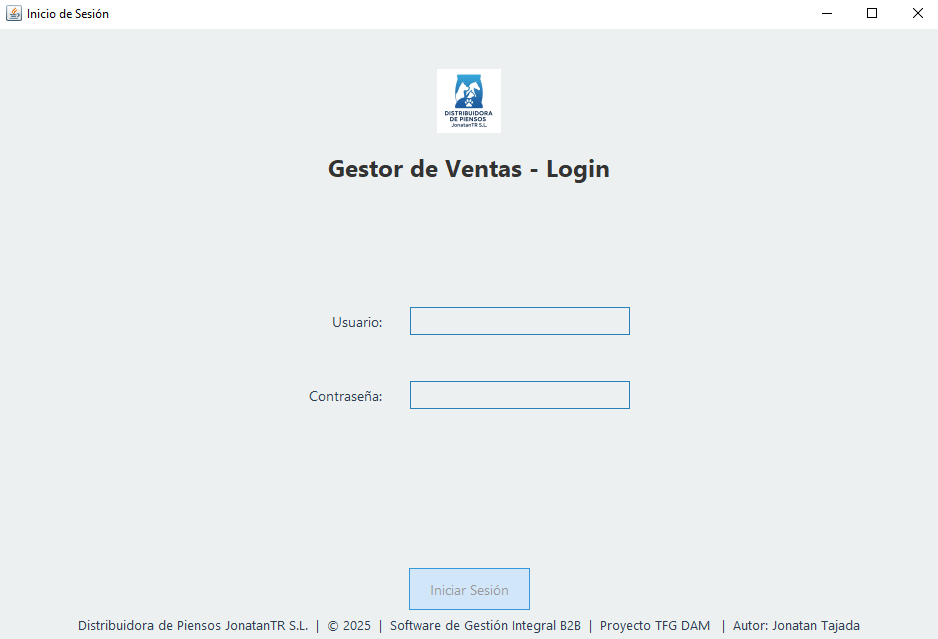 Inicio de Sesión
DISTRIBUIDORA
DE PIENSOS
JonatanTR S.L.
Gestor de Ventas - Login
Usuario:
Contraseña:
Iniciar Sesión
Distribuidora de Piensos JonatanTR S.L. | © 2025 | Software de Gestión Integral B2B | Proyecto TFG DAM | Autor: Jonatan Tajada